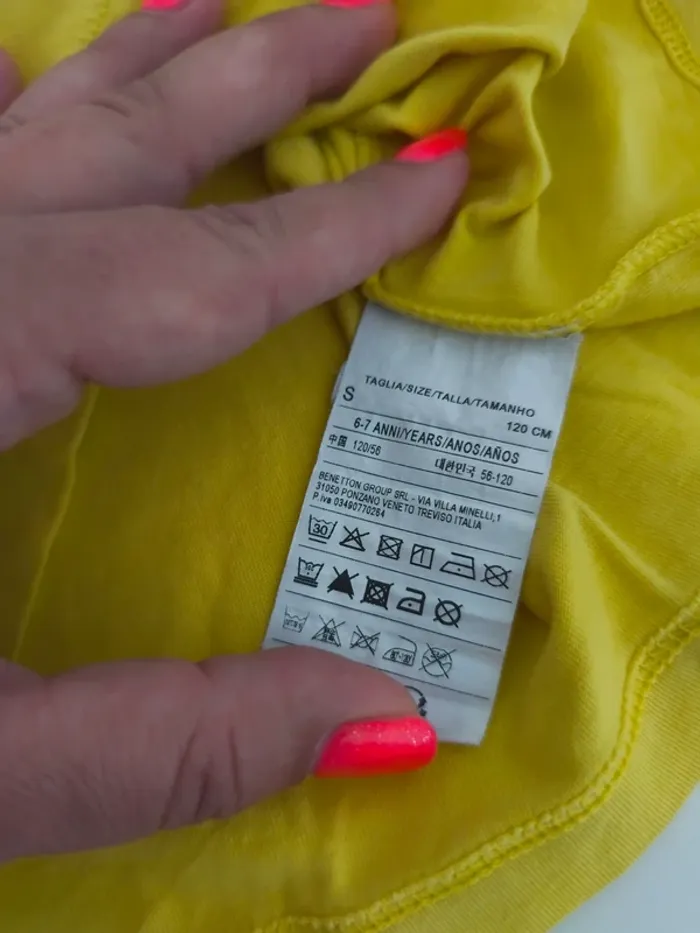 TAGLIA/SIZE/TALLA/TAMANHO
S 120 CM
6-7 ANNI/YEARS/ANOS/AÑOS
中国 120/56 대한민국 56-120
BENETTON GROUP SRL - VIA VILLA MINELLI,1
31050 PONZANO VENETO TREVISO ITALIA
P.Iva 03490770264
30